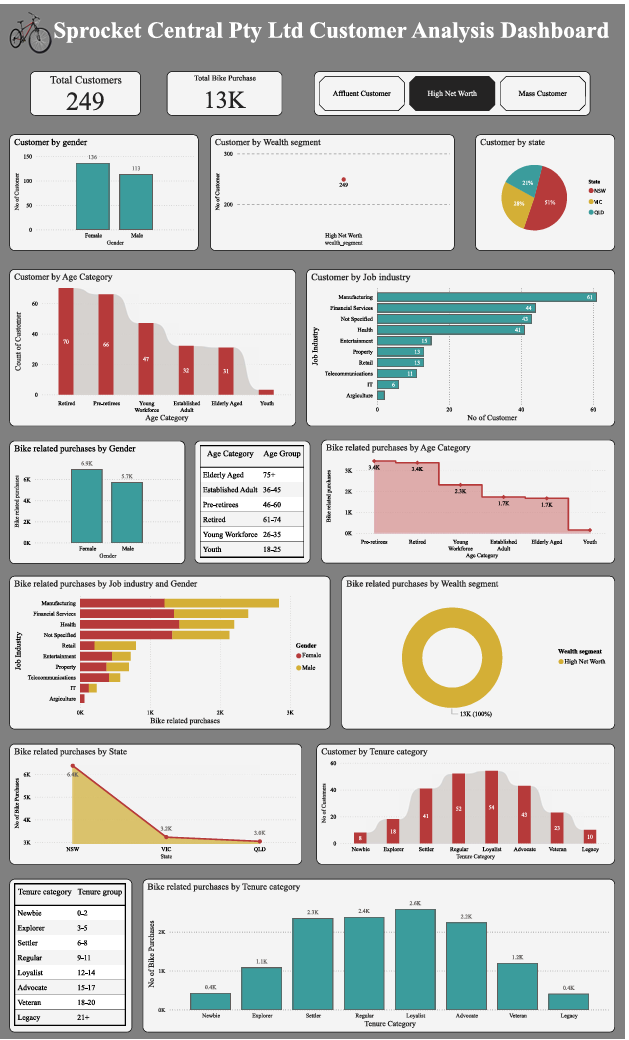 Sprocket Central Pty Ltd Customer Analysis Dashboard
Total Customers
249
Total Bike Purchase
13K
Affluent Customer
High Net Worth
Mass Customer
Customer by gender
No of Customer
150
100
50
0
136
113
Female
Male
Gender
Customer by Wealth segment
No of Customer
300
200
249
High Net Worth
wealth_segment
Customer by state
21%
28%
51%
State
NSW
VIC
QLD
Customer by Age Category
Count of Customer
60
40
20
0
70
66
47
32
31
Retired
Pre-retirees
Young Workforce
Established Adult
Elderly Aged
Youth
Age Category
Customer by Job industry
Job Industry
Manufacturing 61
Financial Services 44
Not Specified 43
Health 41
Entertainment 15
Property 13
Retail 13
Telecommunications 11
IT 6
Argiculture
0 20 40 60
No of Customer
Bike related purchases by Gender
Bike related purchases
6K
4K
2K
0K
6.9K
5.7K
Female
Male
Gender
Age Category Age Group
Elderly Aged 75+
Established Adult 36-45
Pre-retirees 46-60
Retired 61-74
Young Workforce 26-35
Youth 18-25
Bike related purchases by Age Category
Bike related purchases
3K
2K
1K
0K
3.4K
3.4K
2.3K
1.7K
1.7K
Pre-retirees
Retired
Young Workforce
Established Adult
Elderly Aged
Youth
Age Category
Bike related purchases by Job industry and Gender
Job Industry
Manufacturing
Financial Services
Health
Not Specified
Retail
Entertainment
Property
Telecommunications
IT
Argiculture
0K 1K 2K 3K
Bike related purchases
Gender
Female
Male
Bike related purchases by Wealth segment
13K (100%)
Wealth segment
High Net Worth
Bike related purchases by State
No of Bike Purchases
6K
5K
4K
3K
6.4K
3.2K
3.0K
NSW
VIC
QLD
State
Customer by Tenure category
No of Customers
60
40
20
0
8
18
41
52
54
43
23
10
Newbie
Explorer
Settler
Regular
Loyalist
Advocate
Veteran
Legacy
Tenure Category
Tenure category Tenure group
Newbie 0-2
Explorer 3-5
Settler 6-8
Regular 9-11
Loyalist 12-14
Advocate 15-17
Veteran 18-20
Legacy 21+
Bike related purchases by Tenure category
No of Bike Purchases
2K
1K
0K
0.4K
1.1K
2.3K
2.4K
2.6K
2.2K
1.2K
0.4K
Newbie
Explorer
Settler
Regular
Loyalist
Advocate
Veteran
Legacy
Tenure Category